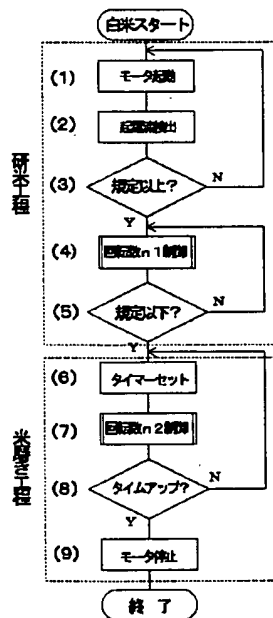 白米スタート
(1) モータ起動
(2) 起電流検出
(3) 規定以上?
N
Y
(4) 回転数n1制御
(5) 規定以下?
N
Y
研米工程
(6) タイマーセット
(7) 回転数n2制御
(8) タイムアップ?
N
Y
(9) モータ停止
米磨き工程
終了